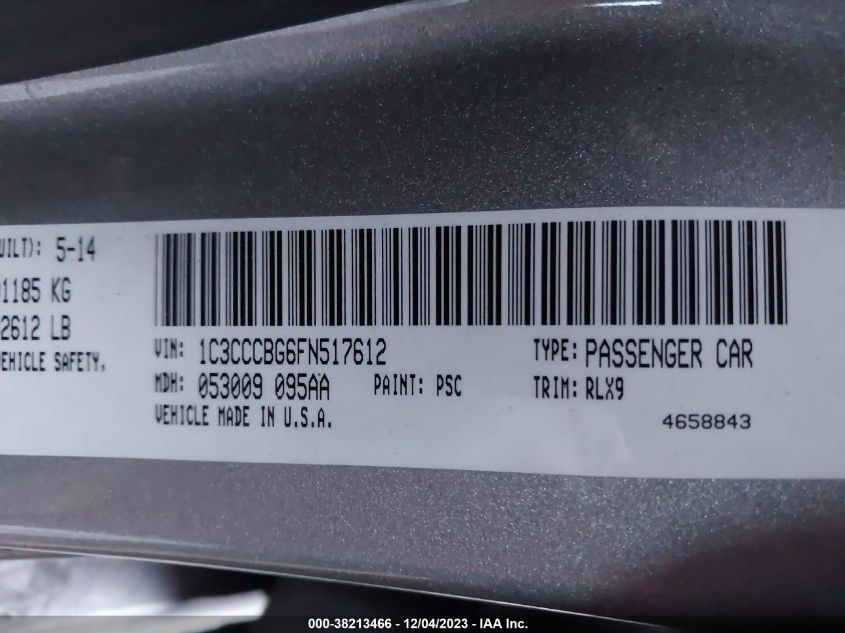 UILT): 5-14
1185 KG
2612 LB
VEHICLE SAFETY.
VIN: 1C3CCCBG6FN517612 TYPE: PASSENGER CAR
MDH: 053009 095AA PAINT: PSC TRIM: RLX9
VEHICLE MADE IN U.S.A. 4658843
000-38213466 - 12/04/2023 - IAA Inc.